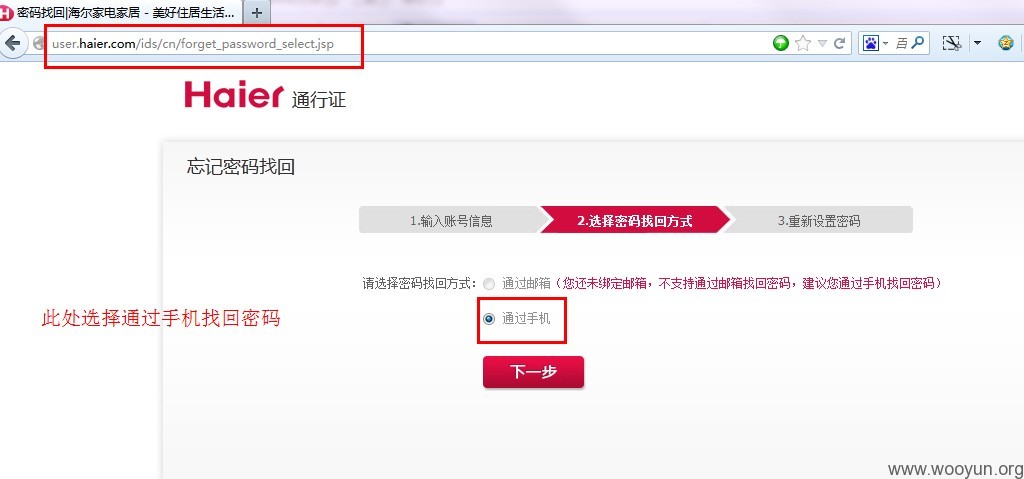 密码找回|海尔家电家居 - 美好住居生活...
user.haier.com/ids/cn/forget_password_select.jsp
百
Haier 通行证
忘记密码找回
1.输入账号信息
2.选择密码找回方式
3.重新设置密码
请选择密码找回方式: 通过邮箱(您还未绑定邮箱,不支持通过邮箱找回密码,建议您通过手机找回密码)
此处选择通过手机找回密码
通过手机
下一步
www.wooyun.org